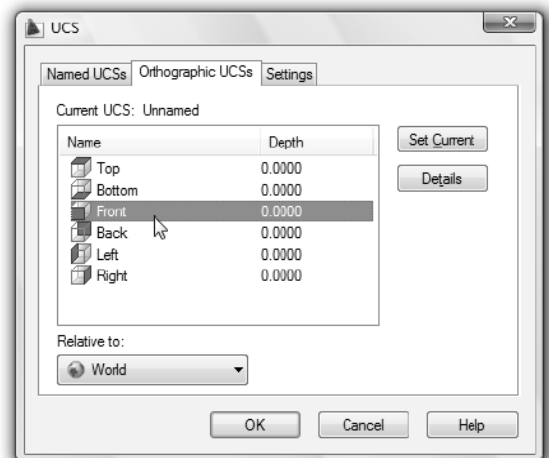 UCS
Named UCSs Orthographic UCSs Settings
Current UCS: Unnamed
Name Depth
Top 0.0000
Bottom 0.0000
Front 0.0000
Back 0.0000
Left 0.0000
Right 0.0000
Set Current
Details
Relative to:
World
OK Cancel Help